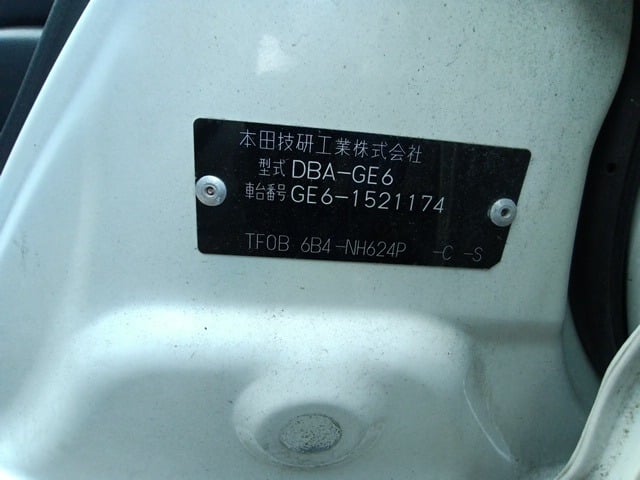 本田技研工業株式会社
型式 DBA-GE6
車台番号 GE6-1521174
TF0B 6B4-NH624P -C -S